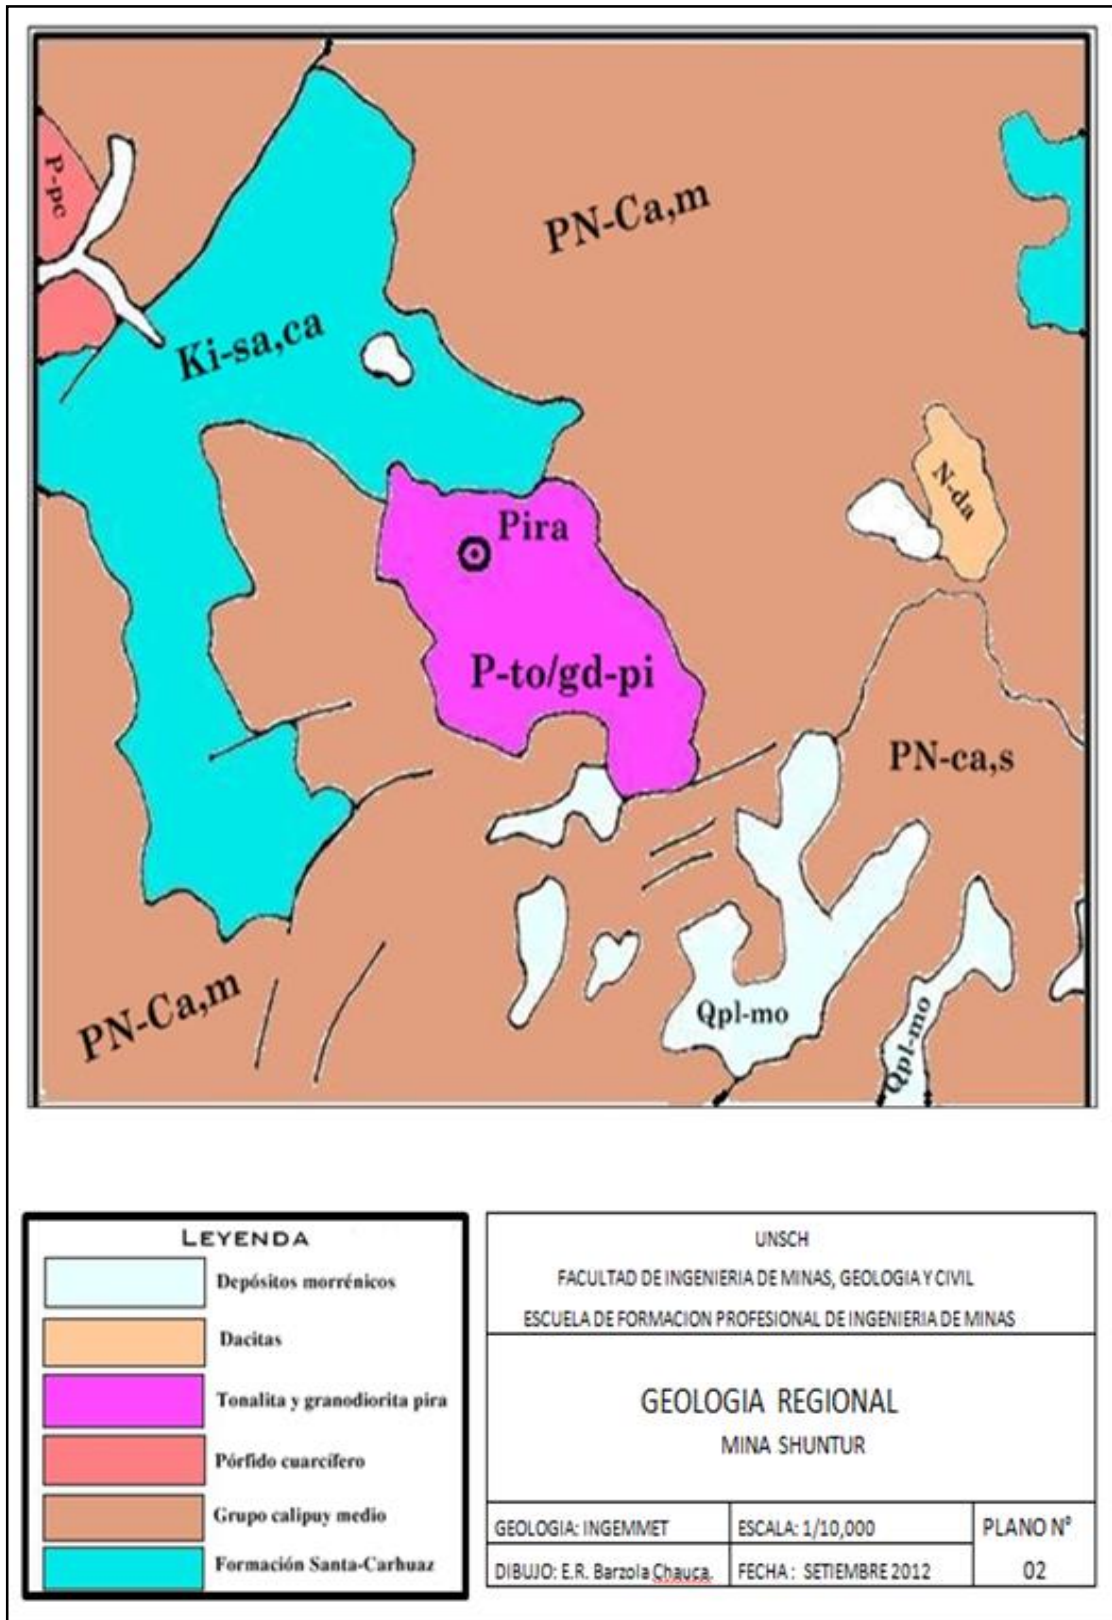 PN-Ca,m
P-pc
Ki-sa,ca
N-da
Pira
P-to/gd-pi
PN-ca,s
PN-Ca,m
Qpl-mo
Qpl-mo
LEYENDA
Depósitos morrénicos
Dacitas
Tonalita y granodiorita pira
Pórfido cuarcífero
Grupo calipuy medio
Formación Santa-Carhuaz
UNSCH
FACULTAD DE INGENIERIA DE MINAS, GEOLOGIA Y CIVIL
ESCUELA DE FORMACION PROFESIONAL DE INGENIERIA DE MINAS
GEOLOGIA REGIONAL
MINA SHUNTUR
GEOLOGIA: INGEMMET
ESCALA: 1/10,000
PLANO Nº
DIBUJO: E.R. Barzola Chauca.
FECHA : SETIEMBRE 2012
02